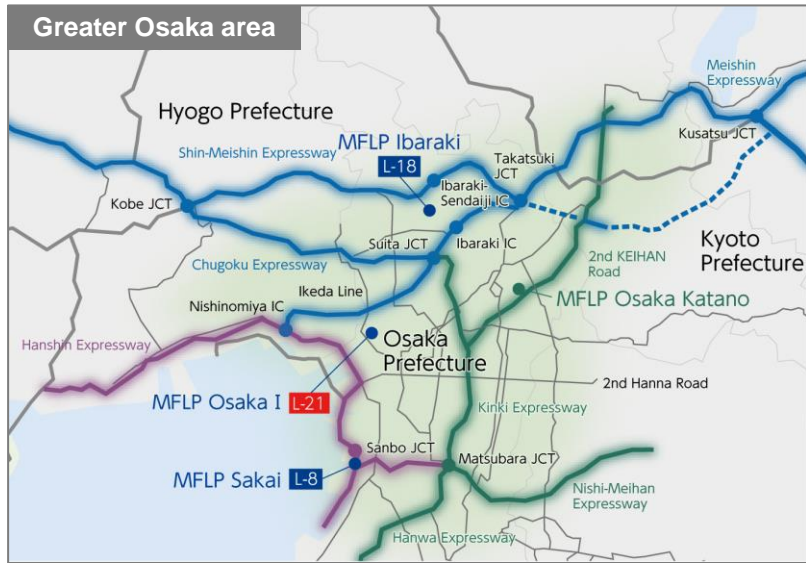 Greater Osaka area
Meishin
Expressway
Hyogo Prefecture
MFLP Ibaraki
L-18
Kusatsu JCT
Shin-Meishin Expressway
Takatsuki
JCT
Ibaraki-
Sendaiji IC
Kobe JCT
Suita JCT
Ibaraki IC
Kyoto
Prefecture
Chugoku Expressway
2nd KEIHAN
Road
Ikeda Line
Nishinomiya IC
MFLP Osaka Katano
Hanshin Expressway
Osaka
Prefecture
2nd Hanna Road
MFLP Osaka I
L-21
Kinki Expressway
Sanbo JCT
Matsubara JCT
MFLP Sakai
L-8
Nishi-Meihan
Expressway
Hanwa Expressway